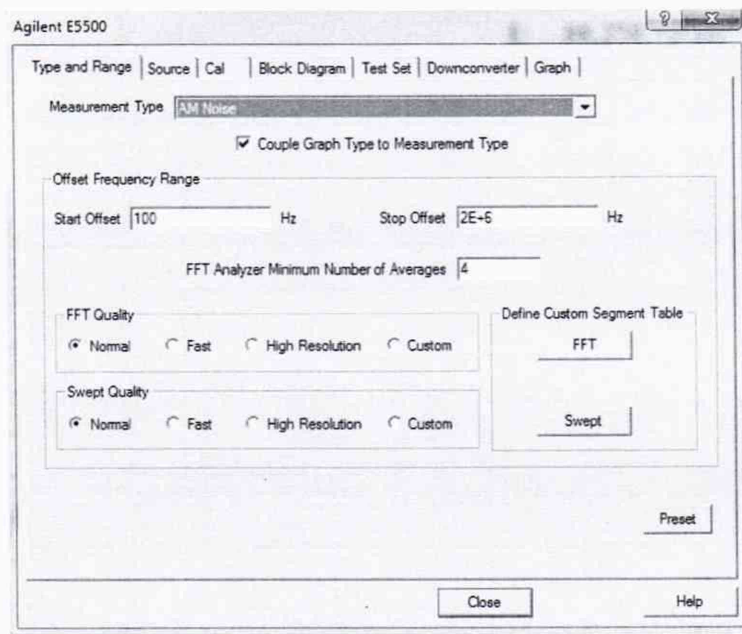 Agilent E5500
Type and Range Source Cal Block Diagram Test Set Downconverter Graph
Measurement Type AM Noise
Couple Graph Type to Measurement Type
Offset Frequency Range
Start Offset 100 Hz Stop Offset 2E+6 Hz
FFT Analyzer Minimum Number of Averages 4
FFT Quality
Normal Fast High Resolution Custom
Define Custom Segment Table
FFT
Swept Quality
Normal Fast High Resolution Custom
Swept
Preset
Close Help